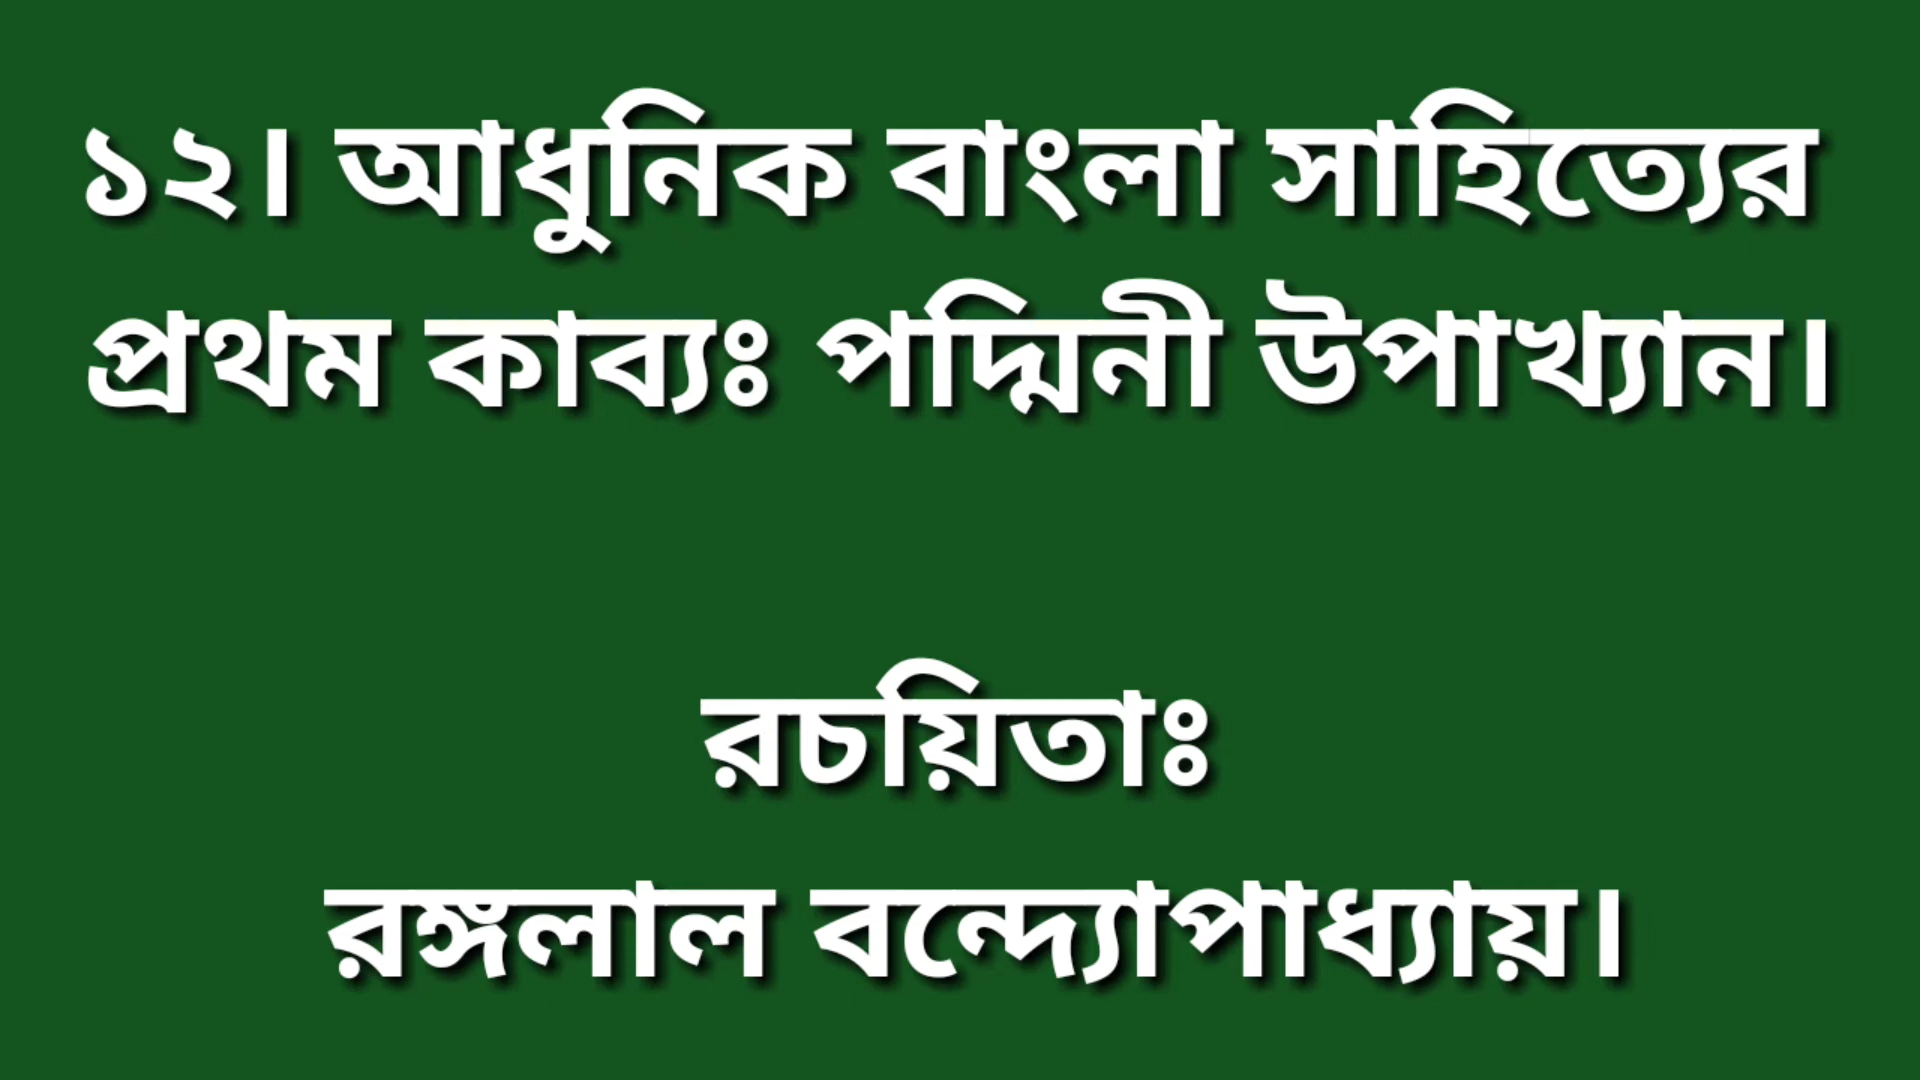 ১২। আধুনিক বাংলা সাহিত্যের
প্রথম কাব্যঃ পদ্মিনী উপাখ্যান।
রচয়িতাঃ
রঙ্গলাল বন্দ্যোপাধ্যায়।